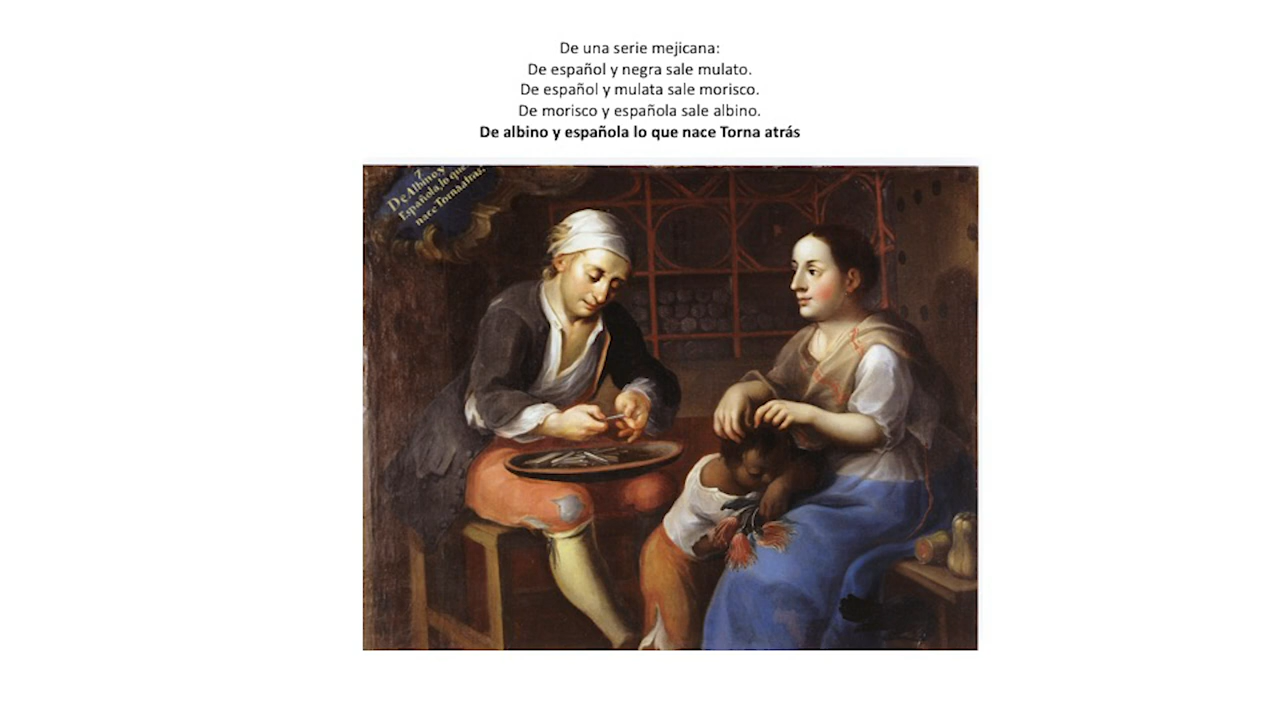 De una serie mejicana:
De español y negra sale mulato.
De español y mulata sale morisco.
De morisco y española sale albino.
De albino y española lo que nace Torna atrás
7
De Albino, y
Española, lo que
nace Tornaatras.